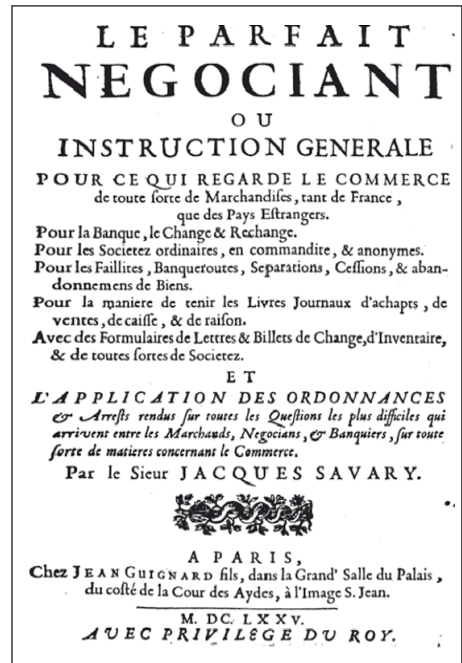 LE PARFAIT
NEGOCIANT
OU
INSTRUCTION GENERALE
POUR CE QUI REGARDE LE COMMERCE
de toute ſorte de Marchandiſes, tant de France,
que des Pays Eſtrangers.
Pour la Banque, le Change & Rechange.
Pour les Societez ordinaires, en commandite, & anonymes.
Pour les Faillites, Banqueroutes, Separations, Ceſſions, & aban-
donnemens de Biens.
Pour la maniere de tenir les Livres Journaux d'achapts, de
ventes, de caiſſe, & de raiſon.
Avec des Formulaires de Lettres & Billets de Change, d'Inventaire,
& de toutes ſortes de Societez.
ET
L'APPLICATION DES ORDONNANCES
& Arreſts rendus ſur toutes les Queſtions les plus difficiles qui
arrivent entre les Marchands, Negocians, & Banquiers, ſur toute
ſorte de matieres concernant le Commerce.
Par le Sieur JACQUES SAVARY.
A PARIS,
Chez JEAN GUIGNARD fils, dans la Grand' Salle du Palais,
du coſté de la Cour des Aydes, à l'Image S. Jean.
M. DC. LXXV.
AVEC PRIVILEGE DU ROY.